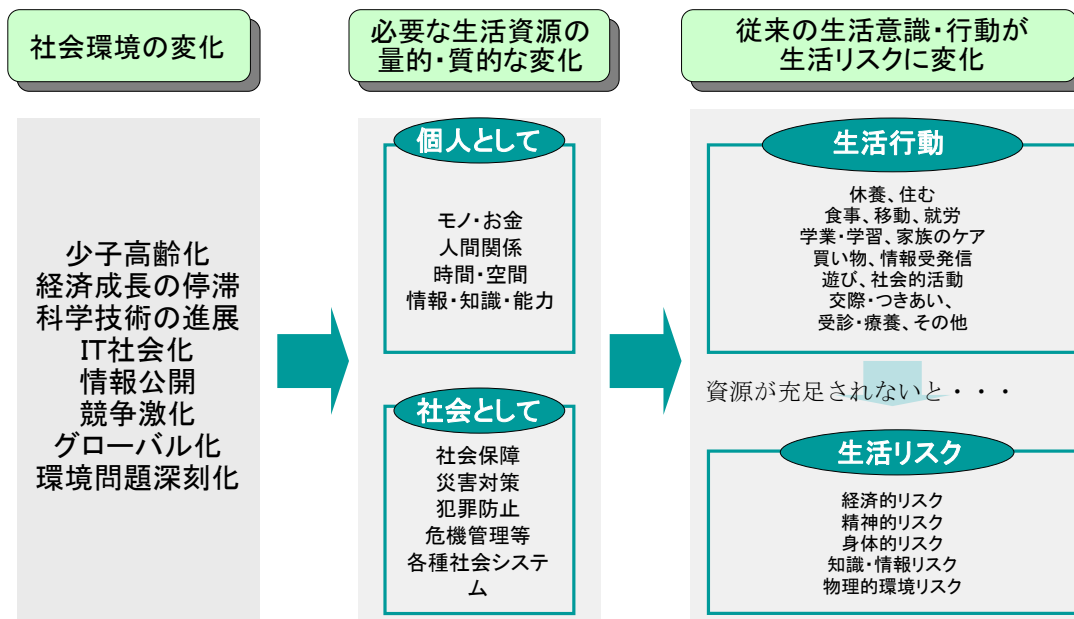 社会環境の変化
必要な生活資源の
量的・質的な変化
従来の生活意識・行動が
生活リスクに変化
少子高齢化
経済成長の停滞
科学技術の進展
IT社会化
情報公開
競争激化
グローバル化
環境問題深刻化
個人として
モノ・お金
人間関係
時間・空間
情報・知識・能力
社会として
社会保障
災害対策
犯罪防止
危機管理等
各種社会システ
ム
生活行動
休養、住む
食事、移動、就労
学業・学習、家族のケア
買い物、情報受発信
遊び、社会的活動
交際・つきあい、
受診・療養、その他
資源が充足されないと・・・
生活リスク
経済的リスク
精神的リスク
身体的リスク
知識・情報リスク
物理的環境リスク